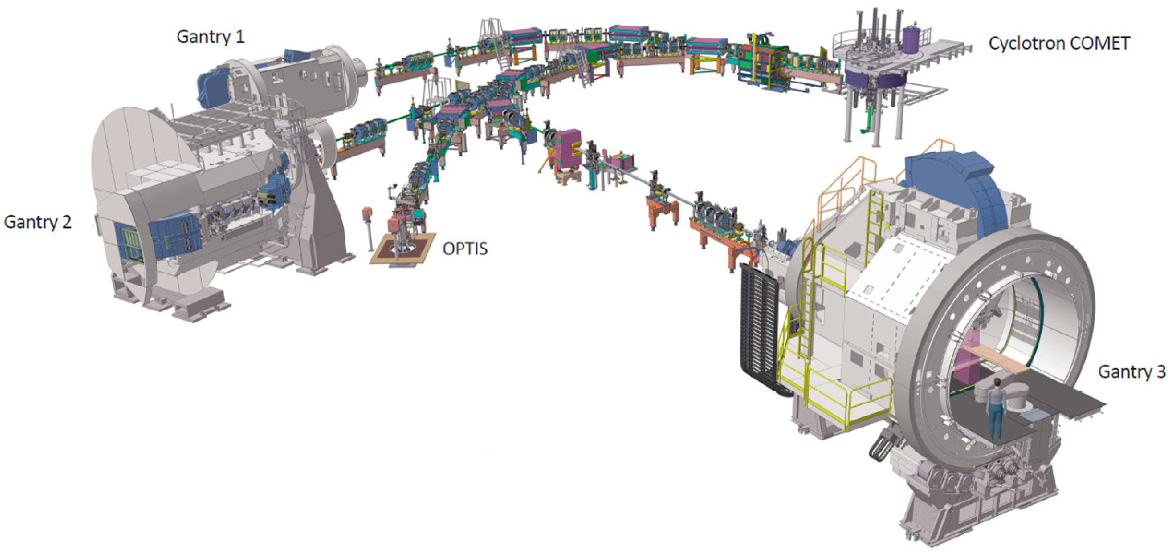 Gantry 1
Cyclotron COMET
Gantry 2
OPTIS
Gantry 3